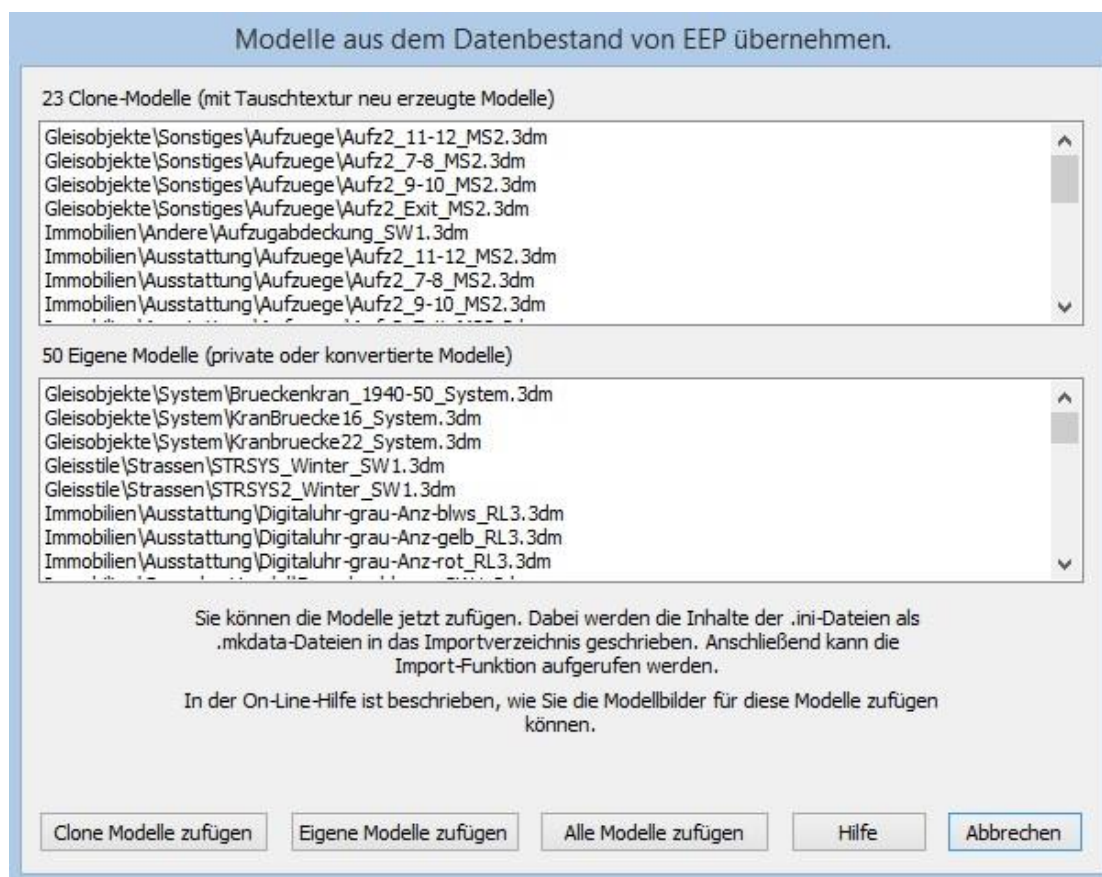 Modelle aus dem Datenbestand von EEP übernehmen.
23 Clone-Modelle (mit Tauschtextur neu erzeugte Modelle)
Gleisobjekte\Sonstiges\Aufzuege\Aufz2_11-12_MS2.3dm
Gleisobjekte\Sonstiges\Aufzuege\Aufz2_7-8_MS2.3dm
Gleisobjekte\Sonstiges\Aufzuege\Aufz2_9-10_MS2.3dm
Gleisobjekte\Sonstiges\Aufzuege\Aufz2_Exit_MS2.3dm
Immobilien\Andere\Aufzugabdeckung_SW1.3dm
Immobilien\Ausstattung\Aufzuege\Aufz2_11-12_MS2.3dm
Immobilien\Ausstattung\Aufzuege\Aufz2_7-8_MS2.3dm
Immobilien\Ausstattung\Aufzuege\Aufz2_9-10_MS2.3dm
50 Eigene Modelle (private oder konvertierte Modelle)
Gleisobjekte\System\Brueckenkran_1940-50_System.3dm
Gleisobjekte\System\KranBruecke16_System.3dm
Gleisobjekte\System\Kranbruecke22_System.3dm
Gleisstile\Strassen\STRSYS_Winter_SW1.3dm
Gleisstile\Strassen\STRSYS2_Winter_SW1.3dm
Immobilien\Ausstattung\Digitaluhr-grau-Anz-blws_RL3.3dm
Immobilien\Ausstattung\Digitaluhr-grau-Anz-gelb_RL3.3dm
Immobilien\Ausstattung\Digitaluhr-grau-Anz-rot_RL3.3dm
Sie können die Modelle jetzt zufügen. Dabei werden die Inhalte der .ini-Dateien als
.mkdata-Dateien in das Importverzeichnis geschrieben. Anschließend kann die
Import-Funktion aufgerufen werden.
In der On-Line-Hilfe ist beschrieben, wie Sie die Modellbilder für diese Modelle zufügen
können.
Clone Modelle zufügen
Eigene Modelle zufügen
Alle Modelle zufügen
Hilfe
Abbrechen